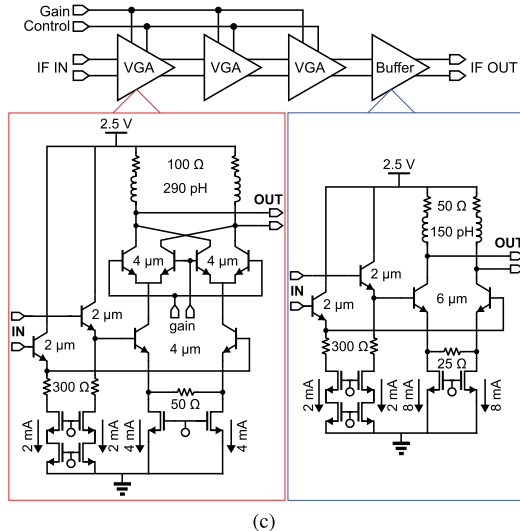 Gain
Control
IF IN
VGA
VGA
VGA
Buffer
IF OUT
2.5 V
100 Ω
290 pH
OUT
4 µm
4 µm
2 µm
gain
IN
2 µm
4 µm
300 Ω
50 Ω
2 mA
2 mA
4 mA
4 mA
2.5 V
50 Ω
150 pH
OUT
2 µm
6 µm
IN
2 µm
300 Ω
25 Ω
2 mA
2 mA
8 mA
8 mA
(c)